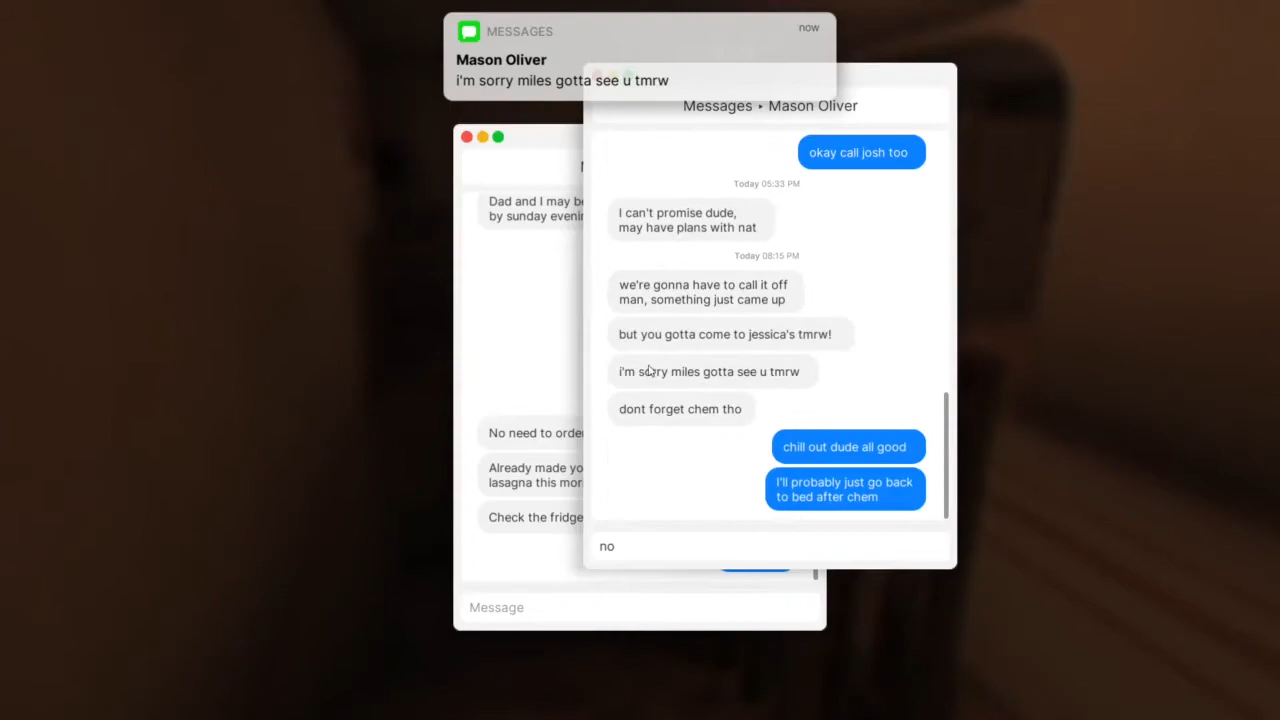 MESSAGES
now
Mason Oliver
i'm sorry miles gotta see u tmrw
Messages ▸ Mason Oliver
okay call josh too
Today 05:33 PM
I can't promise dude,
may have plans with nat
Today 08:15 PM
we're gonna have to call it off
man, something just came up
but you gotta come to jessica's tmrw!
i'm sorry miles gotta see u tmrw
dont forget chem tho
chill out dude all good
I'll probably just go back
to bed after chem
no
Dad and I may be
by sunday
No need to
Already made
lasagna this
Check the fridge
Message